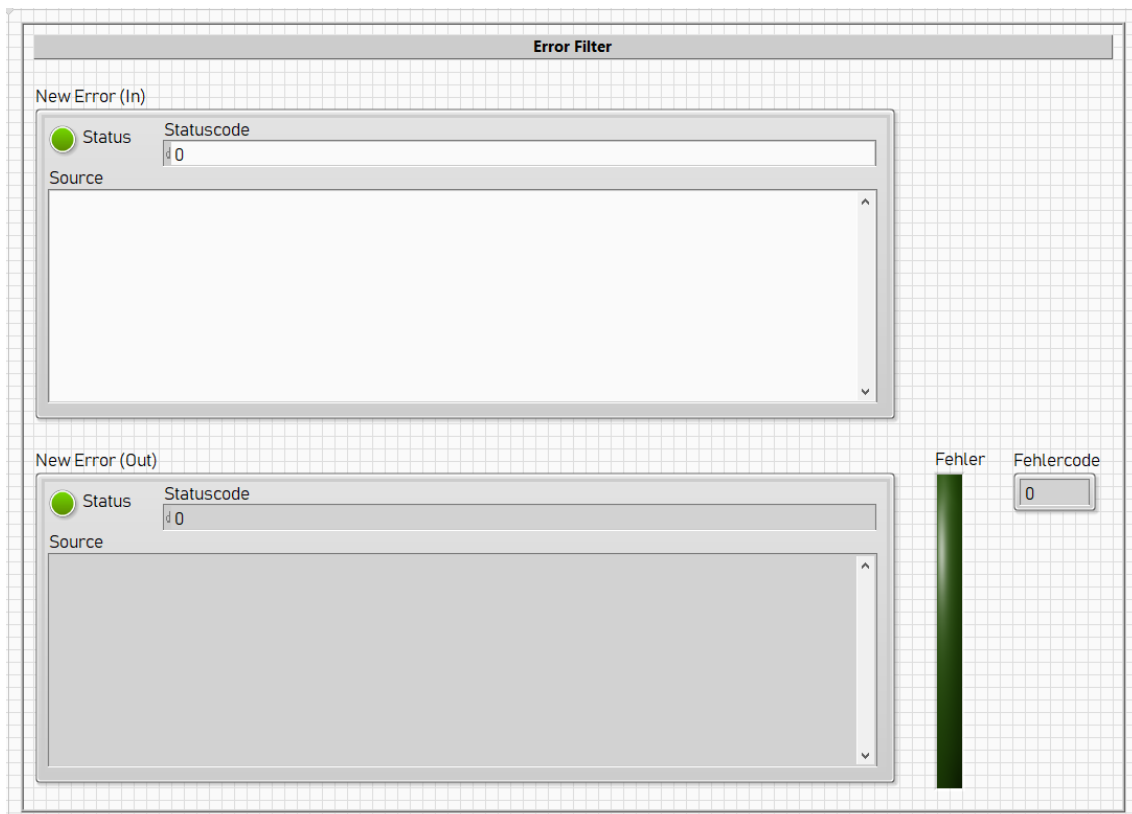 Error Filter
New Error (In)
Status
Statuscode
d 0
Source
New Error (Out)
Fehler
Fehlercode
Status
Statuscode
0
d 0
Source